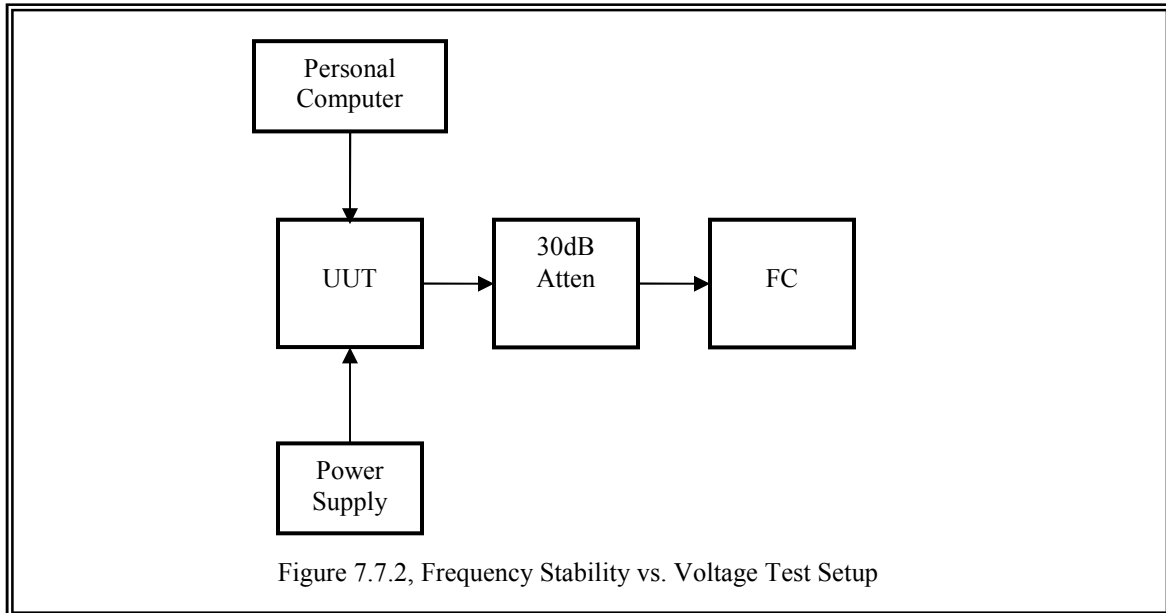 Personal
Computer
UUT
30dB
Atten
FC
Power
Supply
Figure 7.7.2, Frequency Stability vs. Voltage Test Setup